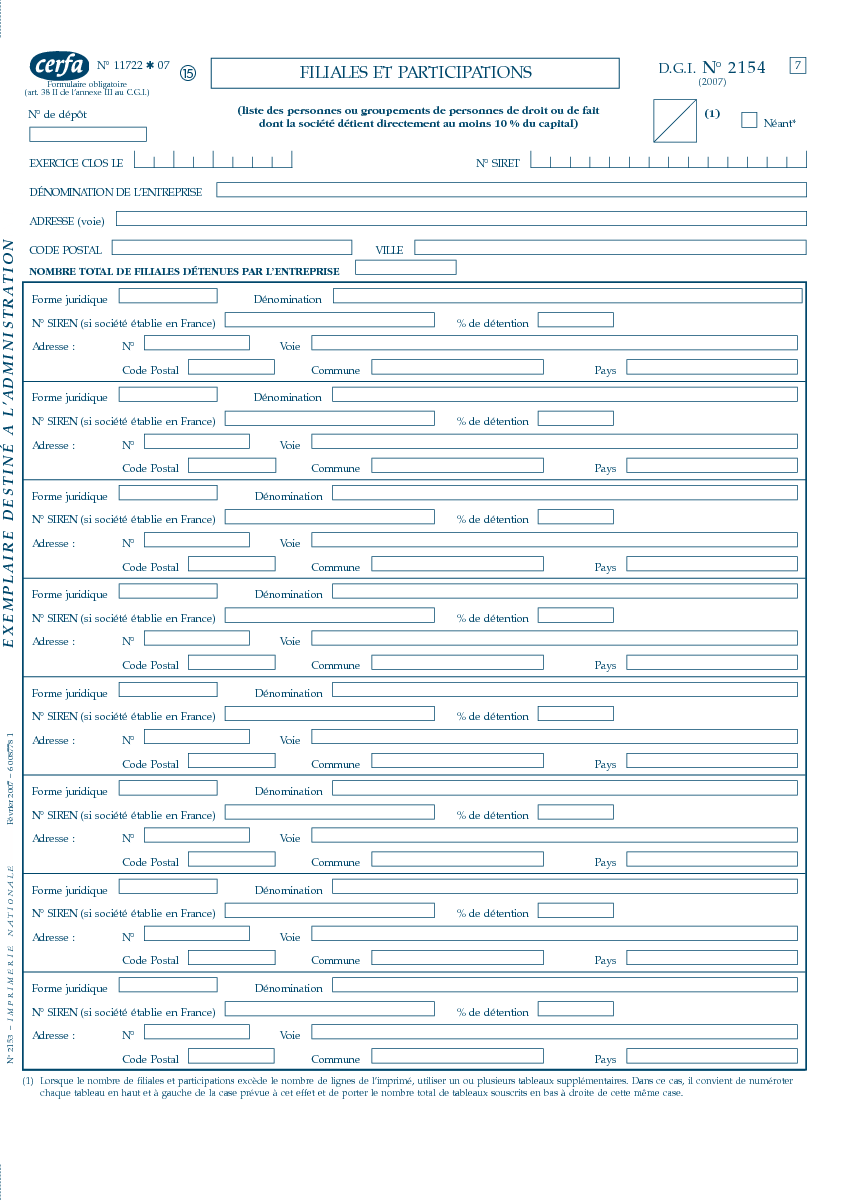 cerfa N° 11722 ✱ 07
Formulaire obligatoire
(art. 38 II de l'annexe III au C.G.I.)
15
FILIALES ET PARTICIPATIONS
D.G.I. N° 2154
(2007)
7
N° de dépôt
(liste des personnes ou groupements de personnes de droit ou de fait
dont la société détient directement au moins 10 % du capital)
(1)
Néant*
EXERCICE CLOS LE
N° SIRET
DÉNOMINATION DE L'ENTREPRISE
ADRESSE (voie)
CODE POSTAL VILLE
NOMBRE TOTAL DE FILIALES DÉTENUES PAR L'ENTREPRISE
Forme juridique Dénomination
N° SIREN (si société établie en France) % de détention
Adresse : N° Voie
Code Postal Commune Pays
Forme juridique Dénomination
N° SIREN (si société établie en France) % de détention
Adresse : N° Voie
Code Postal Commune Pays
Forme juridique Dénomination
N° SIREN (si société établie en France) % de détention
Adresse : N° Voie
Code Postal Commune Pays
Forme juridique Dénomination
N° SIREN (si société établie en France) % de détention
Adresse : N° Voie
Code Postal Commune Pays
Forme juridique Dénomination
N° SIREN (si société établie en France) % de détention
Adresse : N° Voie
Code Postal Commune Pays
Forme juridique Dénomination
N° SIREN (si société établie en France) % de détention
Adresse : N° Voie
Code Postal Commune Pays
Forme juridique Dénomination
N° SIREN (si société établie en France) % de détention
Adresse : N° Voie
Code Postal Commune Pays
Forme juridique Dénomination
N° SIREN (si société établie en France) % de détention
Adresse : N° Voie
Code Postal Commune Pays
(1) Lorsque le nombre de filiales et participations excède le nombre de lignes de l'imprimé, utiliser un ou plusieurs tableaux supplémentaires. Dans ce cas, il convient de numéroter
chaque tableau en haut et à gauche de la case prévue à cet effet et de porter le nombre total de tableaux souscrits en bas à droite de cette même case.
EXEMPLAIRE DESTINÉ A L'ADMINISTRATION
N° 2153 – IMPRIMERIE NATIONALE
Février 2007 –